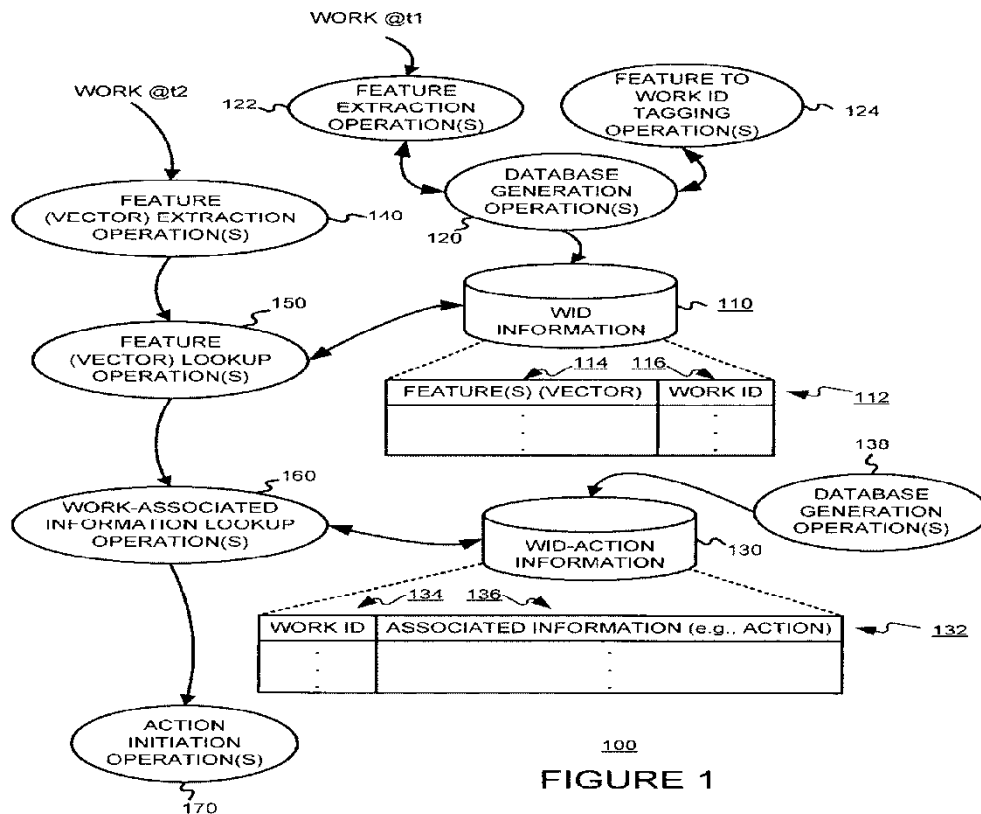 WORK @t1
WORK @t2
122
FEATURE
EXTRACTION
OPERATION(S)
FEATURE TO
WORK ID
TAGGING
OPERATION(S)
124
FEATURE
(VECTOR) EXTRACTION
OPERATION(S)
140
DATABASE
GENERATION
OPERATION(S)
120
150
FEATURE
(VECTOR) LOOKUP
OPERATION(S)
WID
INFORMATION
110
114
116
FEATURE(S) (VECTOR)
WORK ID
112
160
WORK-ASSOCIATED
INFORMATION LOOKUP
OPERATION(S)
138
DATABASE
GENERATION
OPERATION(S)
WID-ACTION
INFORMATION
130
134
136
WORK ID
ASSOCIATED INFORMATION (e.g., ACTION)
132
ACTION
INITIATION
OPERATION(S)
170
100
FIGURE 1